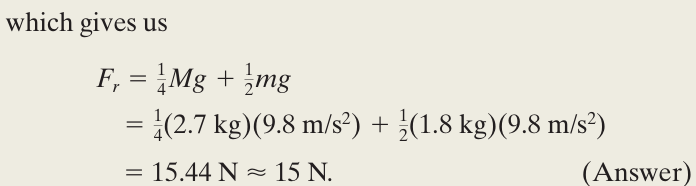 which gives us
F_r = ¼Mg + ½mg
= ¼(2.7 kg)(9.8 m/s²) + ½(1.8 kg)(9.8 m/s²)
= 15.44 N ≈ 15 N. (Answer)